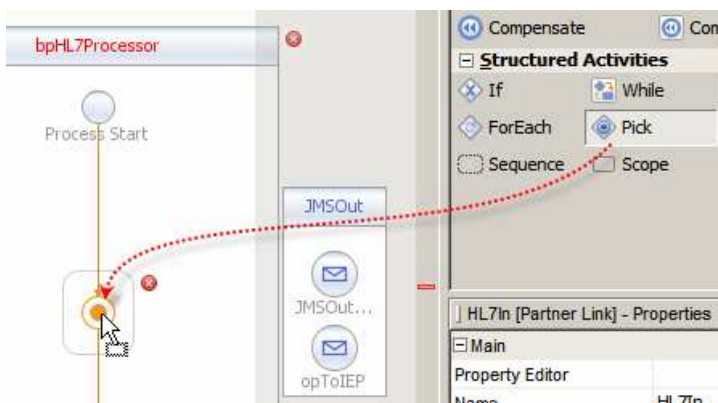 bpHL7Processor
Process Start
JMSOut
JMSOut...
opToIEP
Compensate
Structured Activities
If
While
ForEach
Pick
Sequence
Scope
HL7In [Partner Link] - Properties
Main
Property Editor